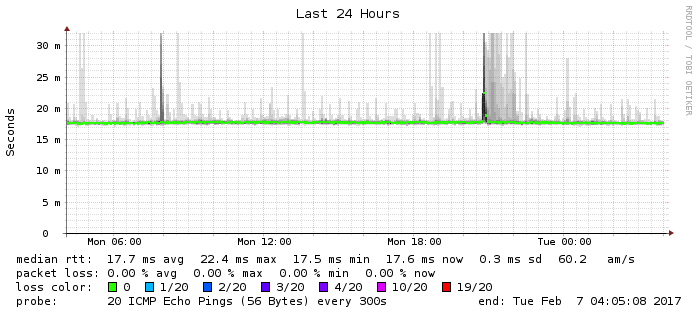 Last 24 Hours
RRDTOOL / TOBI OETIKER
Seconds
30 m
25 m
20 m
15 m
10 m
5 m
0
Mon 06:00 Mon 12:00 Mon 18:00 Tue 00:00
median rtt: 17.7 ms avg 22.4 ms max 17.5 ms min 17.6 ms now 0.3 ms sd 60.2 am/s
packet loss: 0.00 % avg 0.00 % max 0.00 % min 0.00 % now
loss color: 0 1/20 2/20 3/20 4/20 10/20 19/20
probe: 20 ICMP Echo Pings (56 Bytes) every 300s end: Tue Feb 7 04:05:08 2017